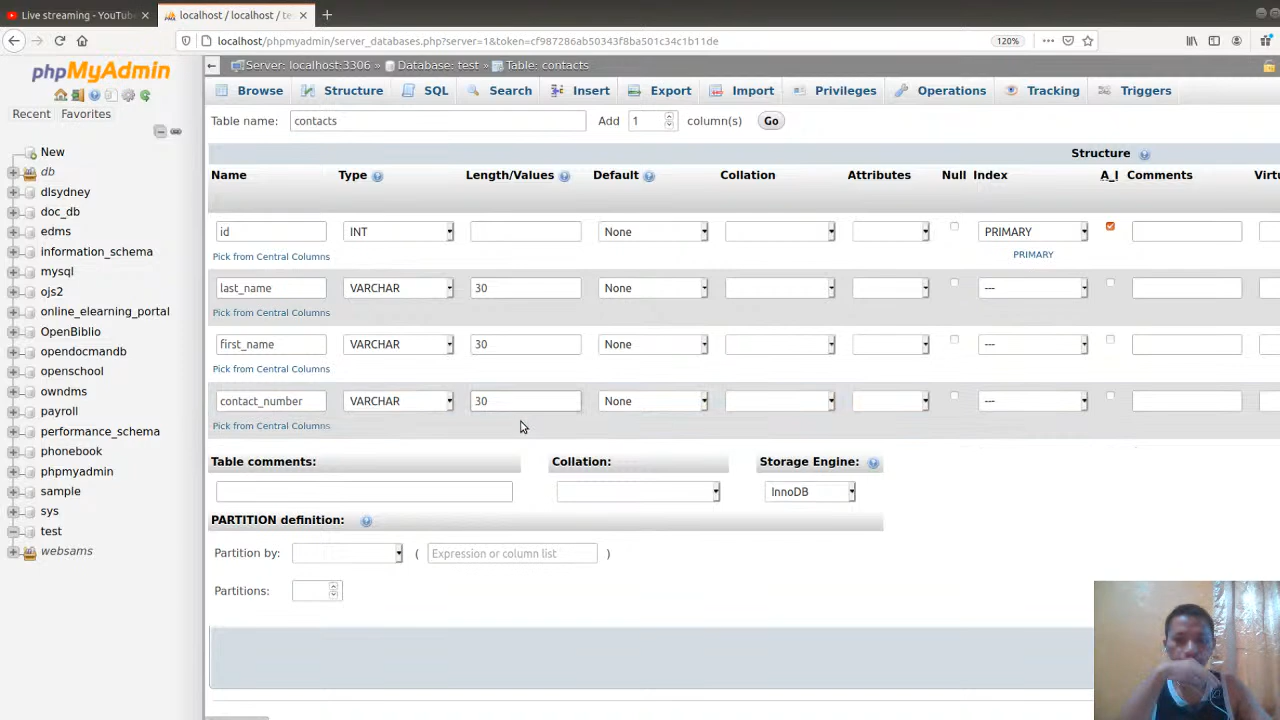 Live streaming - YouTube
localhost / localhost / te
localhost/phpmyadmin/server_databases.php?server=1&token=cf987286ab50343f8ba501c34c1b11de
120%
phpMyAdmin
Recent Favorites
New
db
dlsydney
doc_db
edms
information_schema
mysql
ojs2
online_elearning_portal
OpenBiblio
opendocmandb
openschool
owndms
payroll
performance_schema
phonebook
phpmyadmin
sample
sys
test
websams
Server: localhost:3306 » Database: test » Table: contacts
Browse Structure SQL Search Insert Export Import Privileges Operations Tracking Triggers
Table name: contacts Add 1 column(s) Go
Structure
Name Type Length/Values Default Collation Attributes Null Index A_I Comments Virtu
id INT None PRIMARY
Pick from Central Columns PRIMARY
last_name VARCHAR 30 None ---
Pick from Central Columns
first_name VARCHAR 30 None ---
Pick from Central Columns
contact_number VARCHAR 30 None ---
Pick from Central Columns
Table comments: Collation: Storage Engine:
InnoDB
PARTITION definition:
Partition by: ( Expression or column list )
Partitions: